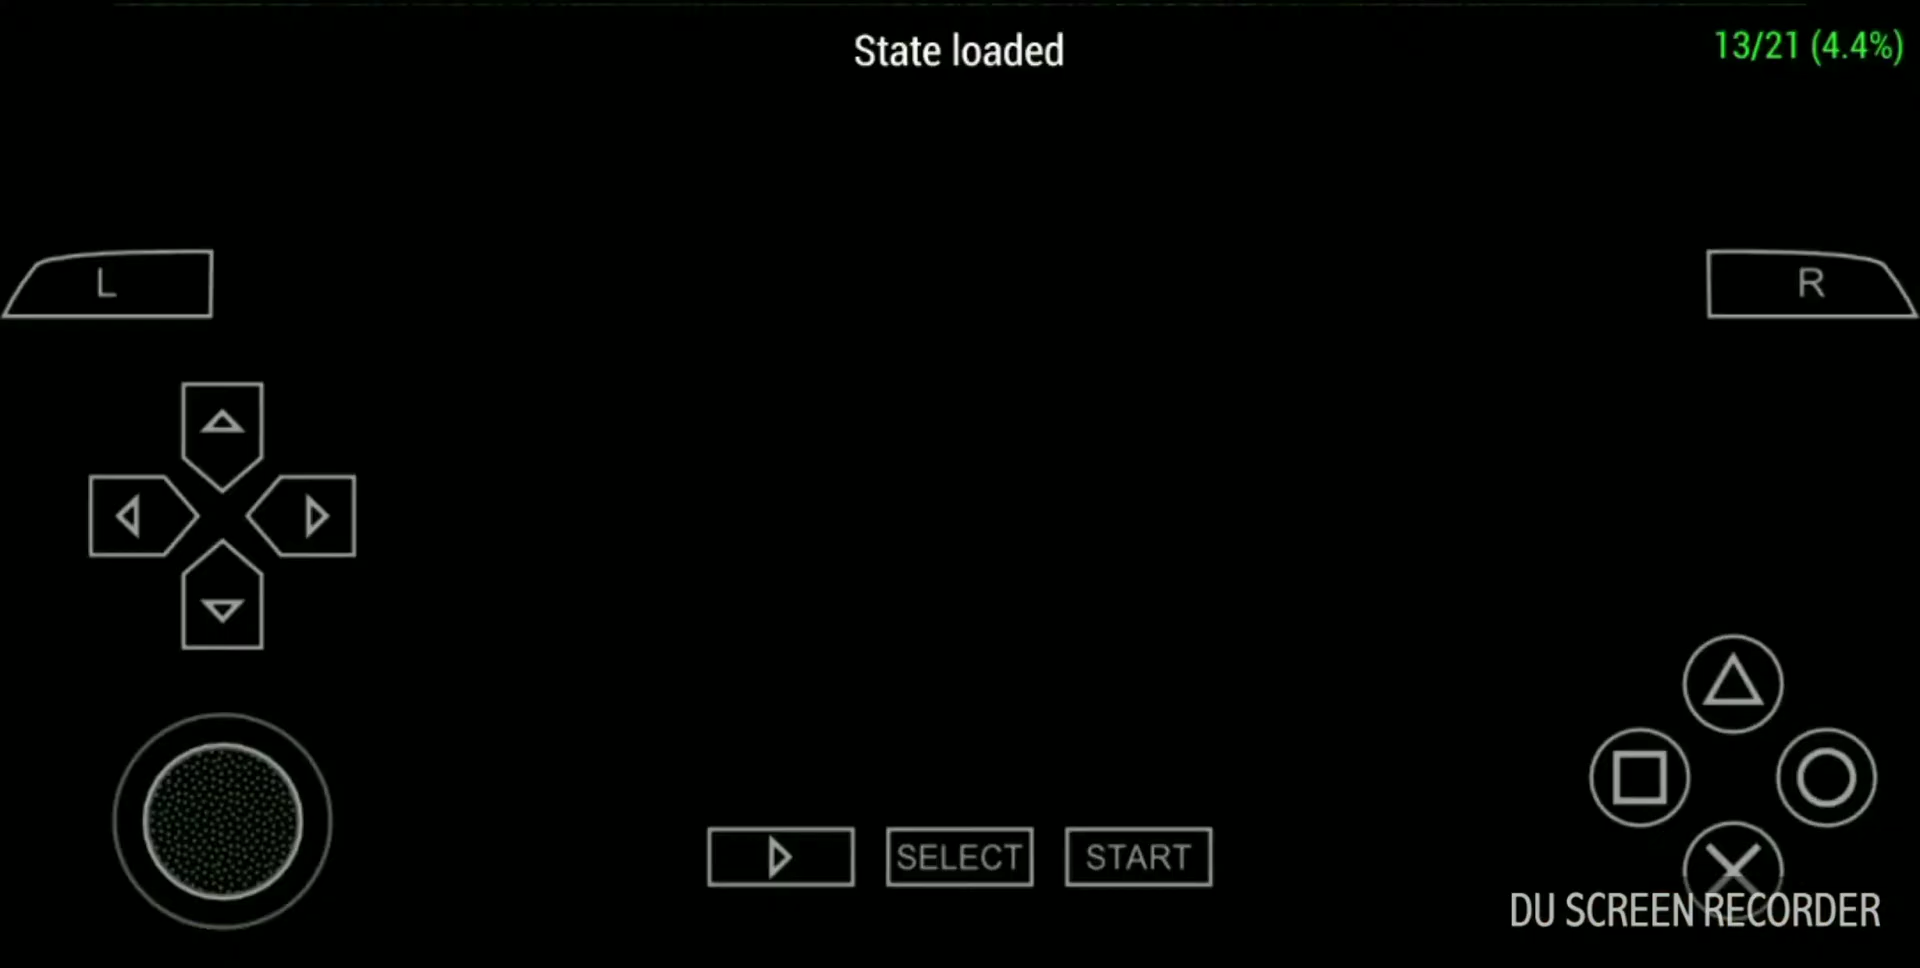 State loaded
13/21 (4.4%)
L
R
SELECT
START
DU SCREEN RECORDER